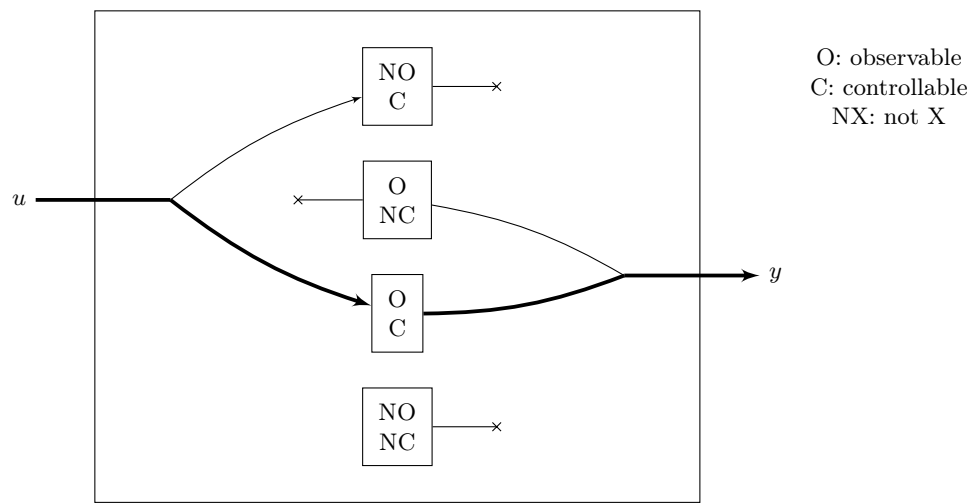 NO
C
O: observable
C: controllable
NX: not X
u
O
NC
O
C
y
NO
NC